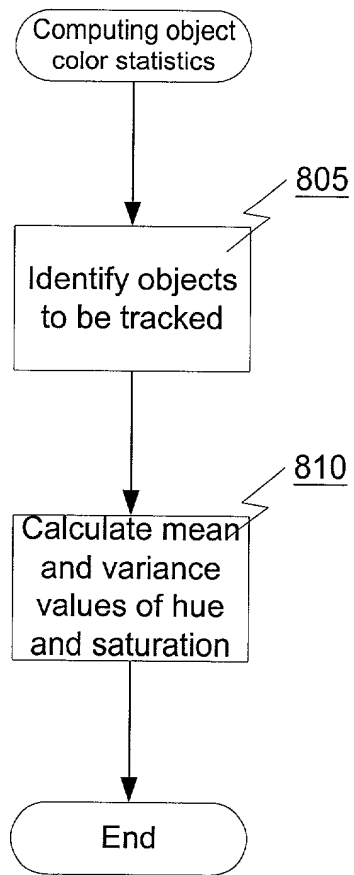 Computing object
color statistics
805
Identify objects
to be tracked
810
Calculate mean
and variance
values of hue
and saturation
End